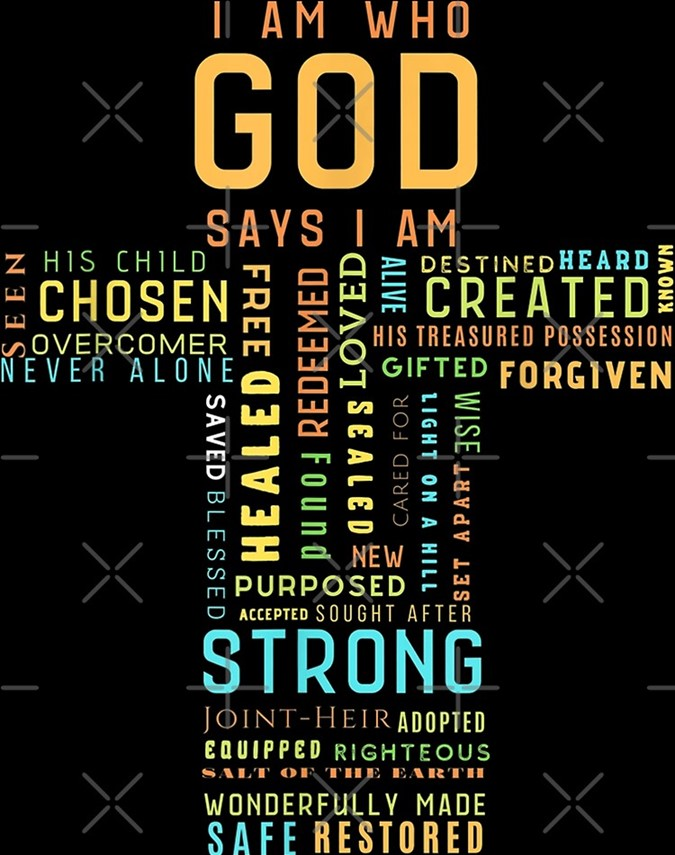 I AM WHO
GOD
SAYS I AM
SEEN
HIS CHILD
CHOSEN
OVERCOMER
NEVER ALONE
FREE
HEALED
REDEEMED
Found
LOVED
SEALED
ALIVE
DESTINED
HEARD
KNOWN
CREATED
HIS TREASURED POSSESSION
GIFTED
FORGIVEN
SAVED
BLESSED
CARED FOR
LIGHT ON A HILL
WISE
SET APART
NEW
PURPOSED
ACCEPTED
SOUGHT AFTER
STRONG
JOINT-HEIR
ADOPTED
EQUIPPED
RIGHTEOUS
SALT OF THE EARTH
WONDERFULLY MADE
SAFE
RESTORED